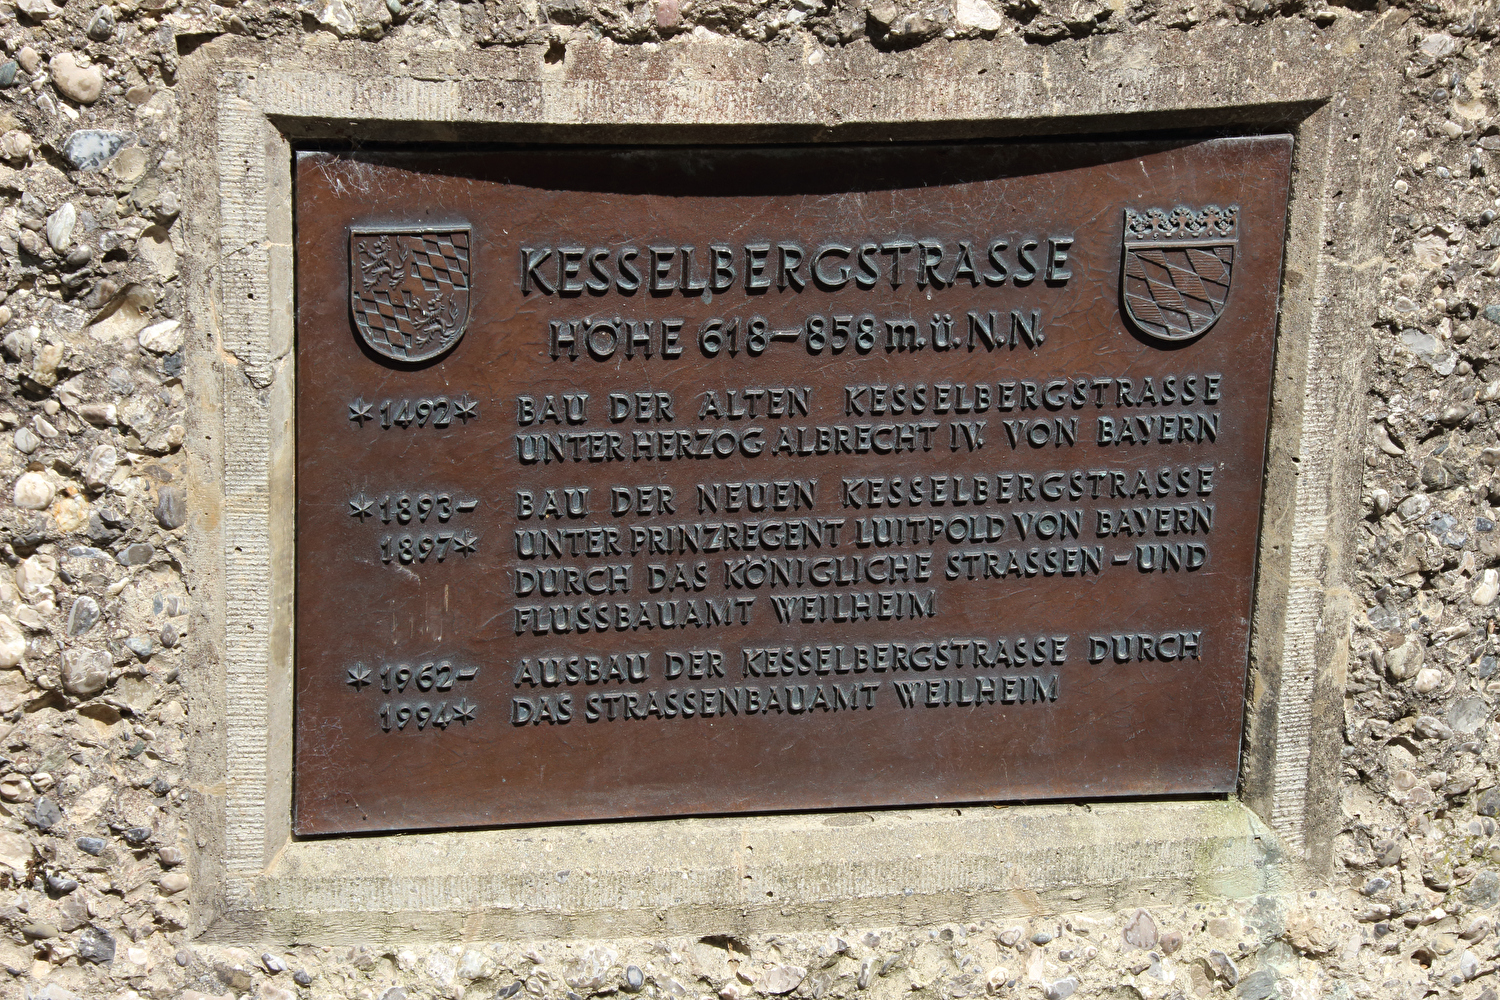 KESSELBERGSTRASSE
HÖHE 618–858 m.ü.N.N.
*1492* BAU DER ALTEN KESSELBERGSTRASSE
UNTER HERZOG ALBRECHT IV. VON BAYERN
*1893– BAU DER NEUEN KESSELBERGSTRASSE
1897* UNTER PRINZREGENT LUITPOLD VON BAYERN
DURCH DAS KÖNIGLICHE STRASSEN-UND
FLUSSBAUAMT WEILHEIM
*1962– AUSBAU DER KESSELBERGSTRASSE DURCH
1994* DAS STRASSENBAUAMT WEILHEIM